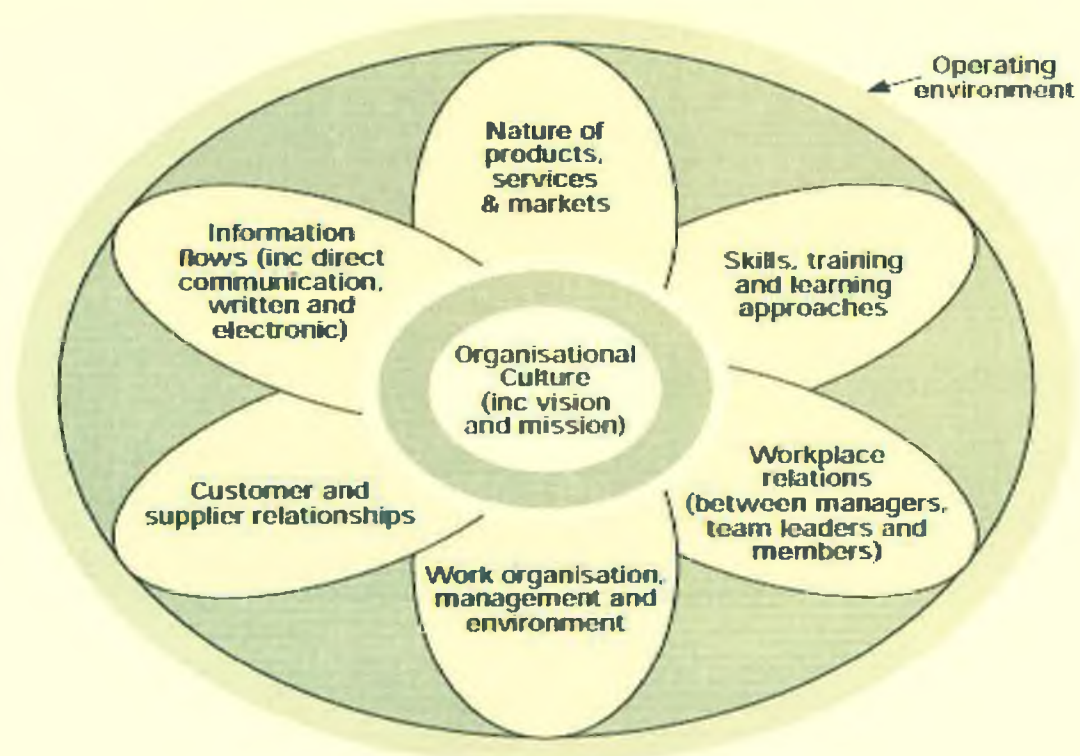 Operating
environment
Nature of
products,
services
& markets
Information
flows (inc direct
communication,
written and
electronic)
Skills, training
and learning
approaches
Organisational
Culture
(inc vision
and mission)
Workplace
relations
(between managers,
team leaders and
members)
Customer and
supplier relationships
Work organisation,
management and
environment